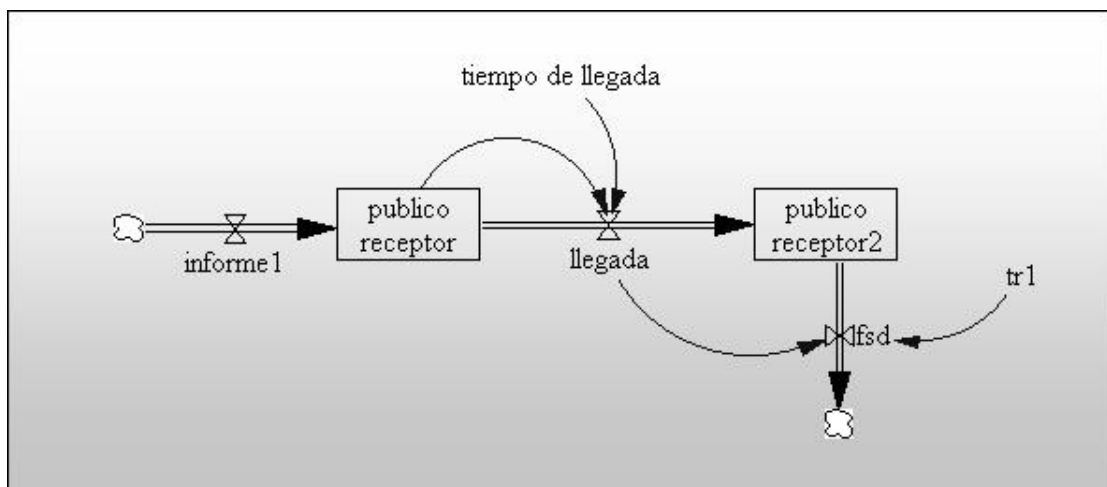 tiempo de llegada
publico
receptor
publico
receptor2
informe1
llegada
tr1
fsd